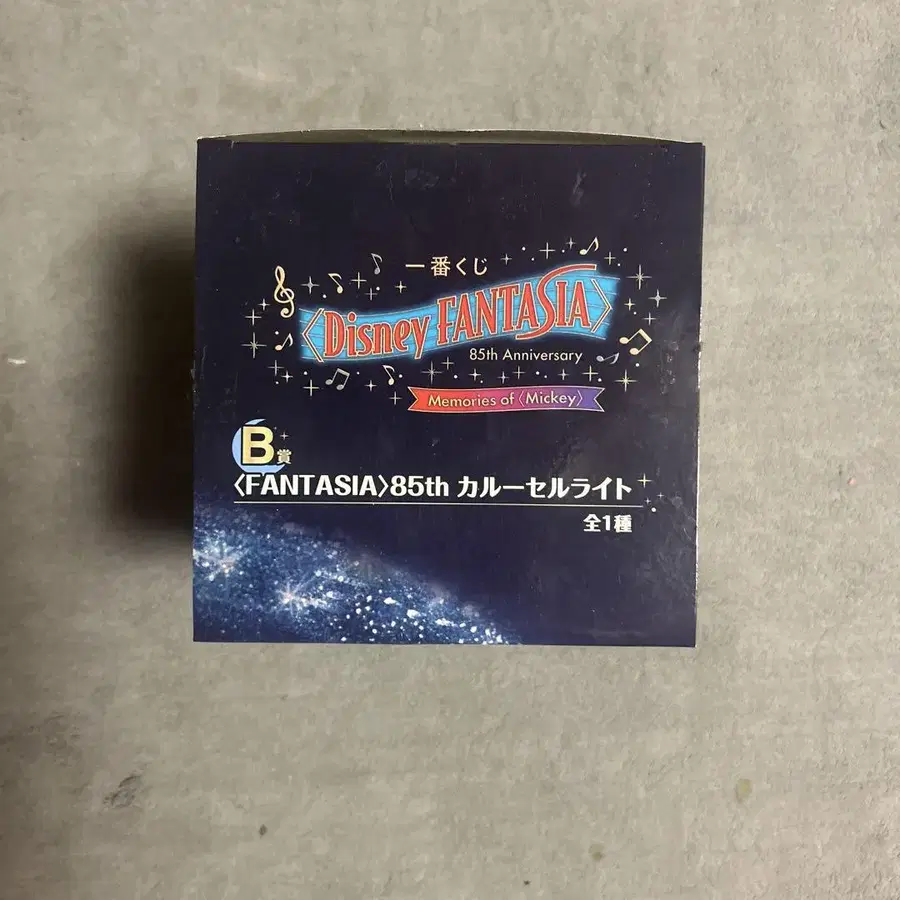 一番くじ
〈Disney FANTASIA〉
85th Anniversary
Memories of〈Mickey〉
B賞
〈FANTASIA〉85th カルーセルライト
全1種